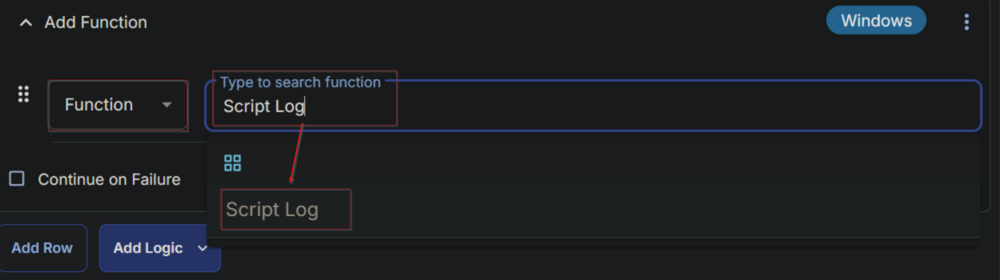 Add Function
Windows
Function
Type to search function
Script Log
Script Log
Continue on Failure
Add Row
Add Logic